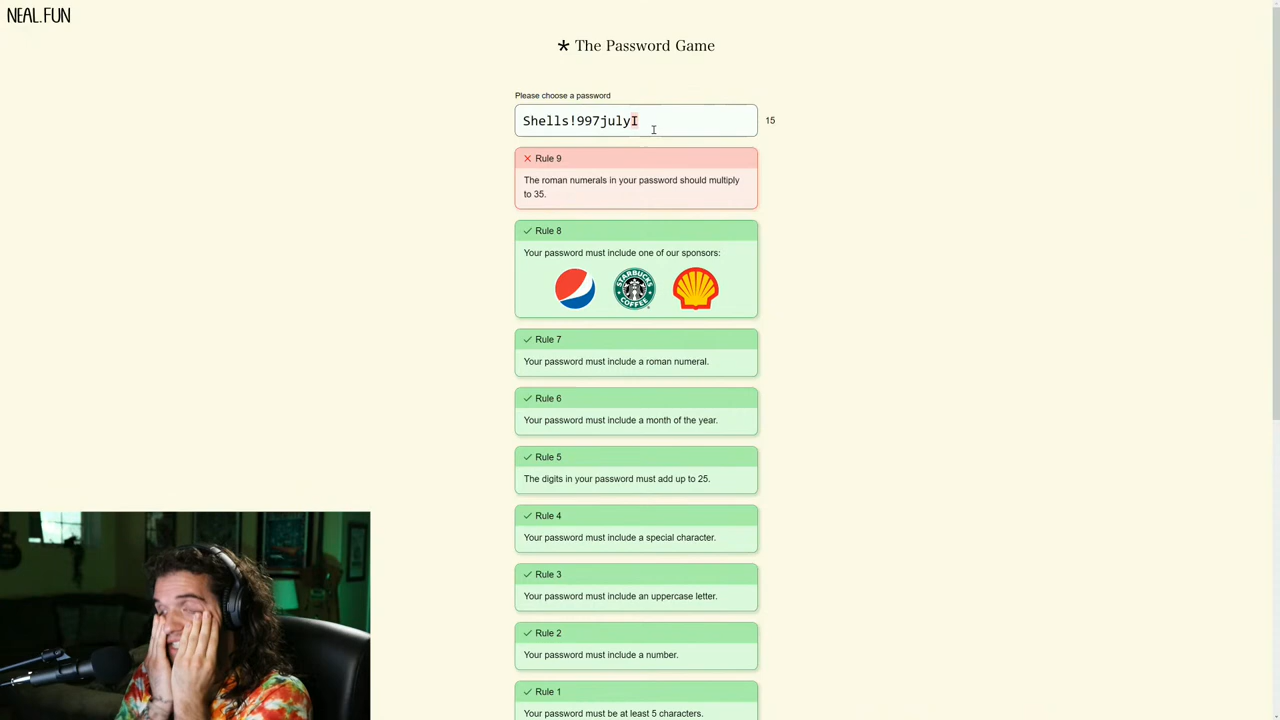 NEAL.FUN
* The Password Game
Please choose a password
Shells!997julyI
15
Rule 9
The roman numerals in your password should multiply
to 35.
Rule 8
Your password must include one of our sponsors:
STARBUCKS
COFFEE
Rule 7
Your password must include a roman numeral.
Rule 6
Your password must include a month of the year.
Rule 5
The digits in your password must add up to 25.
Rule 4
Your password must include a special character.
Rule 3
Your password must include an uppercase letter.
Rule 2
Your password must include a number.
Rule 1
Your password must be at least 5 characters.